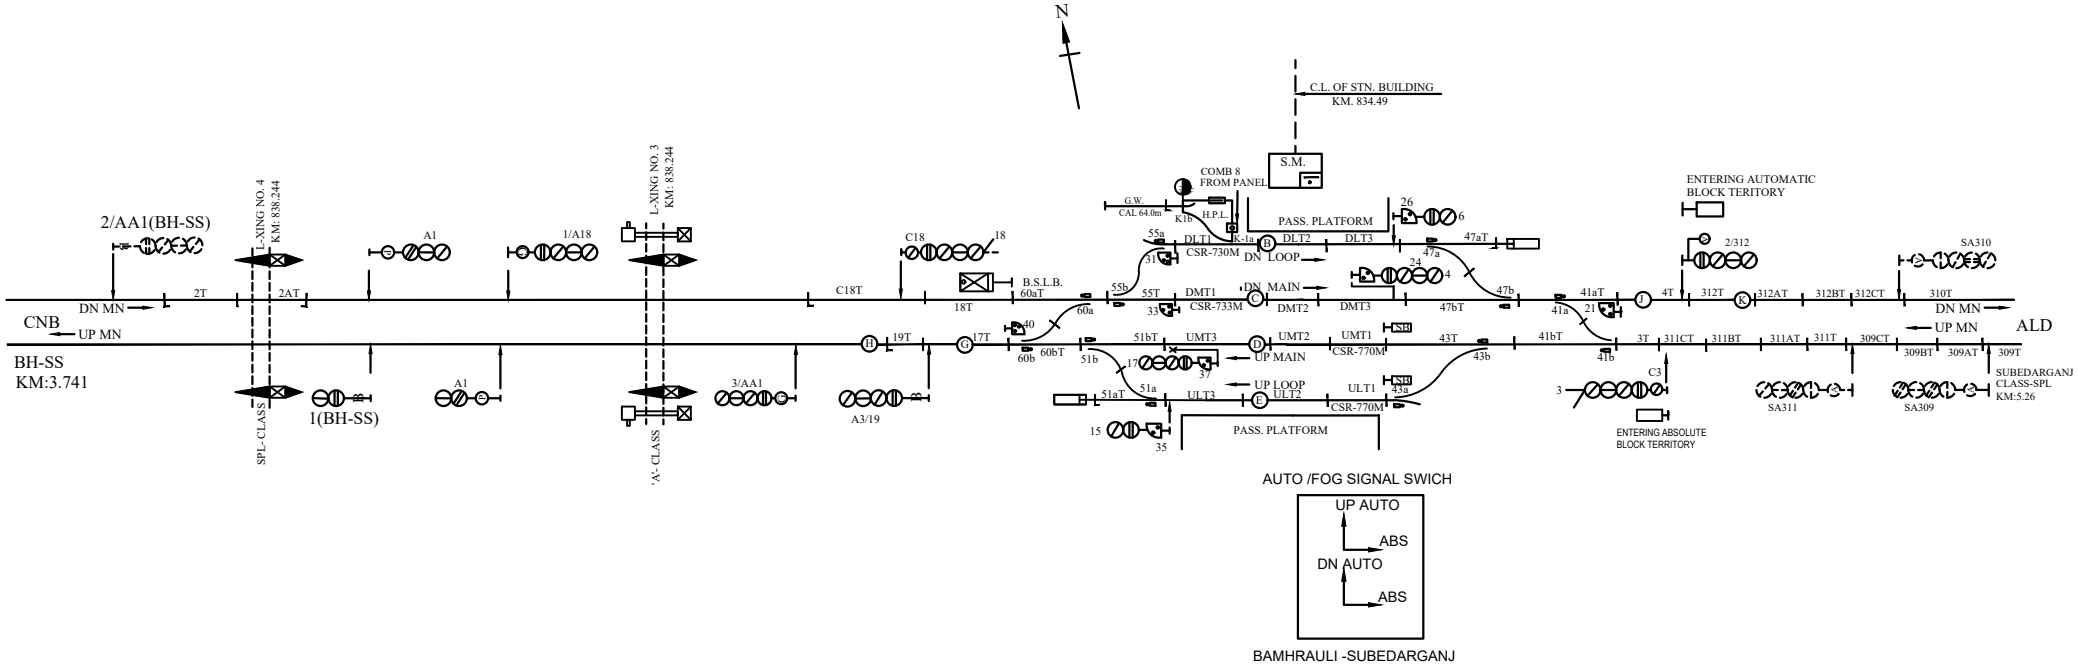 N
C.L. OF STN. BUILDING
KM. 834.49
S.M.
COMB 8
FROM PANEL
G.W.
CAL 64.0m
K1b
H.P.L.
K-1a
PASS. PLATFORM
26
6
ENTERING AUTOMATIC
BLOCK TERITORY
L-XING NO. 4
KM: 838.244
L-XING NO. 3
KM: 838.244
2/AA1(BH-SS)
A1
P
1/A18
G
C18
18
55a
DLT1
B
DLT2
DLT3
47a
47aT
CSR-730M
DN LOOP
31
24
4
A
2/312
SA310
A
B.S.L.B.
2T
2AT
C18T
18T
60aT
60a
55b
55T
DMT1
C
DN MAIN
CSR-733M
DMT2
DMT3
47bT
47b
41a
41aT
21
J
4T
312T
K
312AT
312BT
312CT
310T
DN MN
DN MN
33
CNB
UP MN
UP MN
ALD
40
LSB
H
19T
G
17T
60b
60bT
51b
51bT
UMT3
D
UMT2
UMT1
CSR-770M
43T
43b
41bT
41b
3T
311CT
311BT
311AT
311T
309CT
309BT
309AT
309T
BH-SS
KM:3.741
17
37
UP MAIN
UP LOOP
LSB
43a
51a
51aT
ULT3
E
ULT2
ULT1
CSR-770M
1(BH-SS)
B
A1
P
3/AA1
G
A3/19
B
15
35
PASS. PLATFORM
3
C3
ENTERING ABSOLUTE
BLOCK TERRITORY
SA311
A
SA309
A
SUBEDARGANJ
CLASS-SPL
KM:5.26
SPL- CLASS
'A'- CLASS
AUTO /FOG SIGNAL SWICH
UP AUTO
ABS
DN AUTO
ABS
BAMHRAULI -SUBEDARGANJ